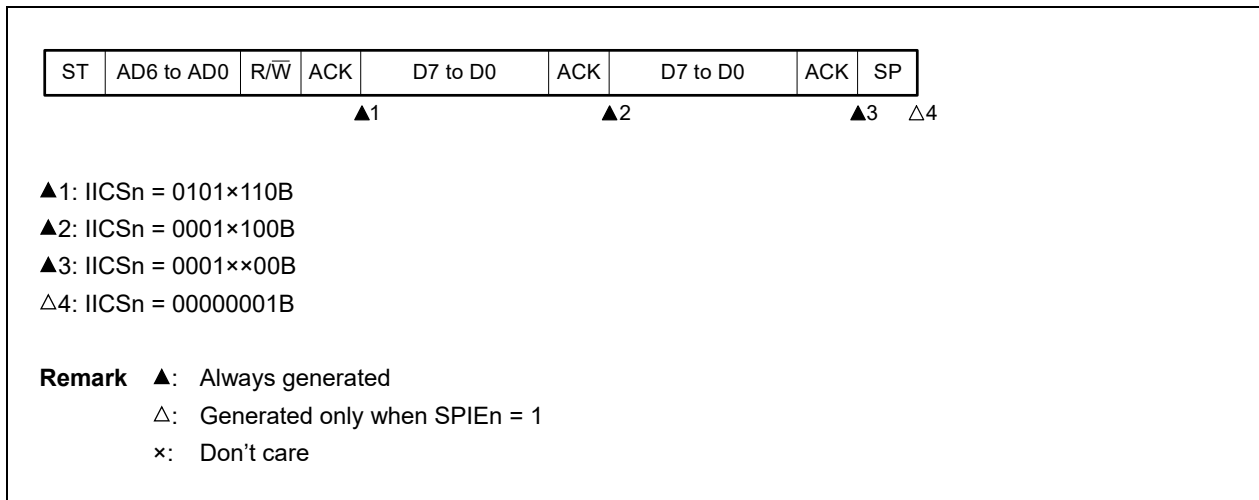 ST AD6 to AD0 R/W̅ ACK D7 to D0 ACK D7 to D0 ACK SP
▲1 ▲2 ▲3 △4
▲1: IICSn = 0101×110B
▲2: IICSn = 0001×100B
▲3: IICSn = 0001××00B
△4: IICSn = 00000001B
Remark ▲: Always generated
△: Generated only when SPIEn = 1
×: Don’t care